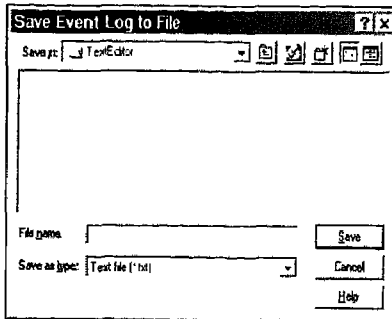 Save Event Log to File
Save in: TextEditor
File name:
Save
Save as type: Text file (*.txt)
Cancel
Help